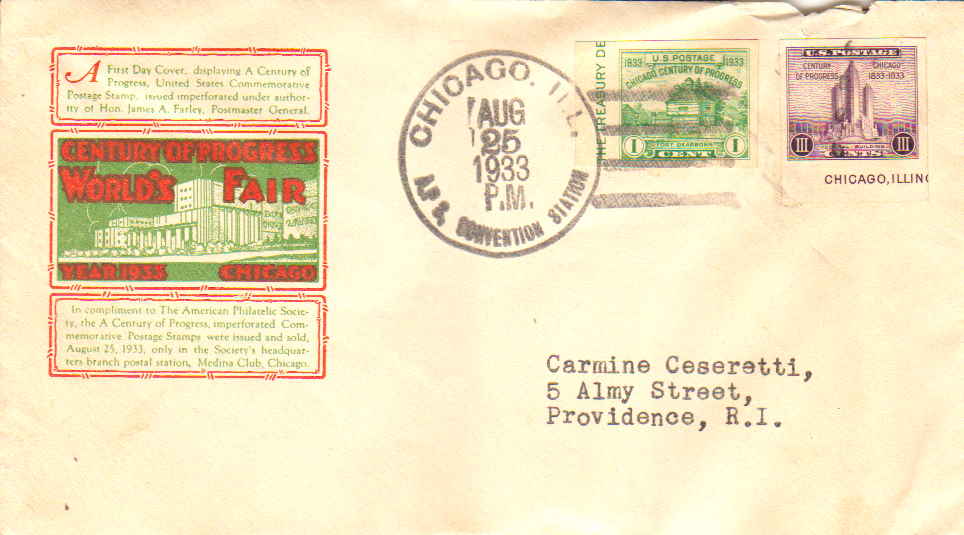 A First Day Cover, displaying A Century of
Progress, United States Commemorative
Postage Stamp, issued imperforated under author-
ity of Hon. James A. Farley, Postmaster General.
CENTURY OF PROGRESS
WORLD'S FAIR
YEAR 1933 CHICAGO
In compliment to The American Philatelic Socie-
ty, the A Century of Progress, imperforated Com-
memorative Postage Stamps were issued and sold,
August 25, 1933, only in the Society's headquar-
ters branch postal station, Medina Club, Chicago.
CHICAGO, ILL.
AUG
25
1933
P.M.
A.P.S. CONVENTION STATION
HE TREASURY DE
U.S. POSTAGE
1833 1933
CHICAGO CENTURY OF PROGRESS
FORT DEARBORN
1 CENT 1
U.S. POSTAGE
CENTURY CHICAGO
OF PROGRESS 1833-1933
BUILDING
III CENTS III
CHICAGO, ILLIN
Carmine Ceseretti,
5 Almy Street,
Providence, R.I.